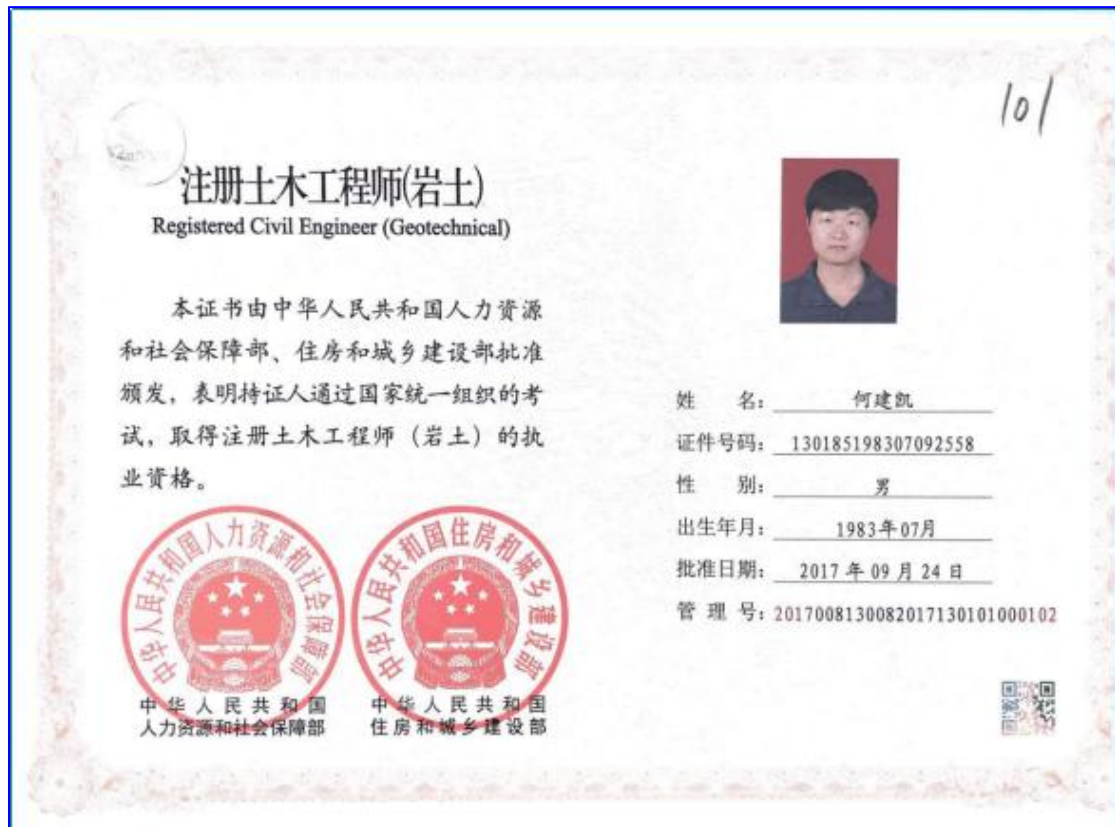 101
注册土木工程师(岩土)
Registered Civil Engineer (Geotechnical)
本证书由中华人民共和国人力资源
和社会保障部、住房和城乡建设部批准
颁发，表明持证人通过国家统一组织的考
试，取得注册土木工程师（岩土）的执
业资格。
中华人民共和国人力资源和社会保障部
中华人民共和国住房和城乡建设部
中华人民共和国
人力资源和社会保障部
中华人民共和国
住房和城乡建设部
姓 名：何建凯
证件号码：130185198307092558
性 别：男
出生年月：1983年07月
批准日期：2017年09月24日
管 理 号：20170081300820171301010001​02